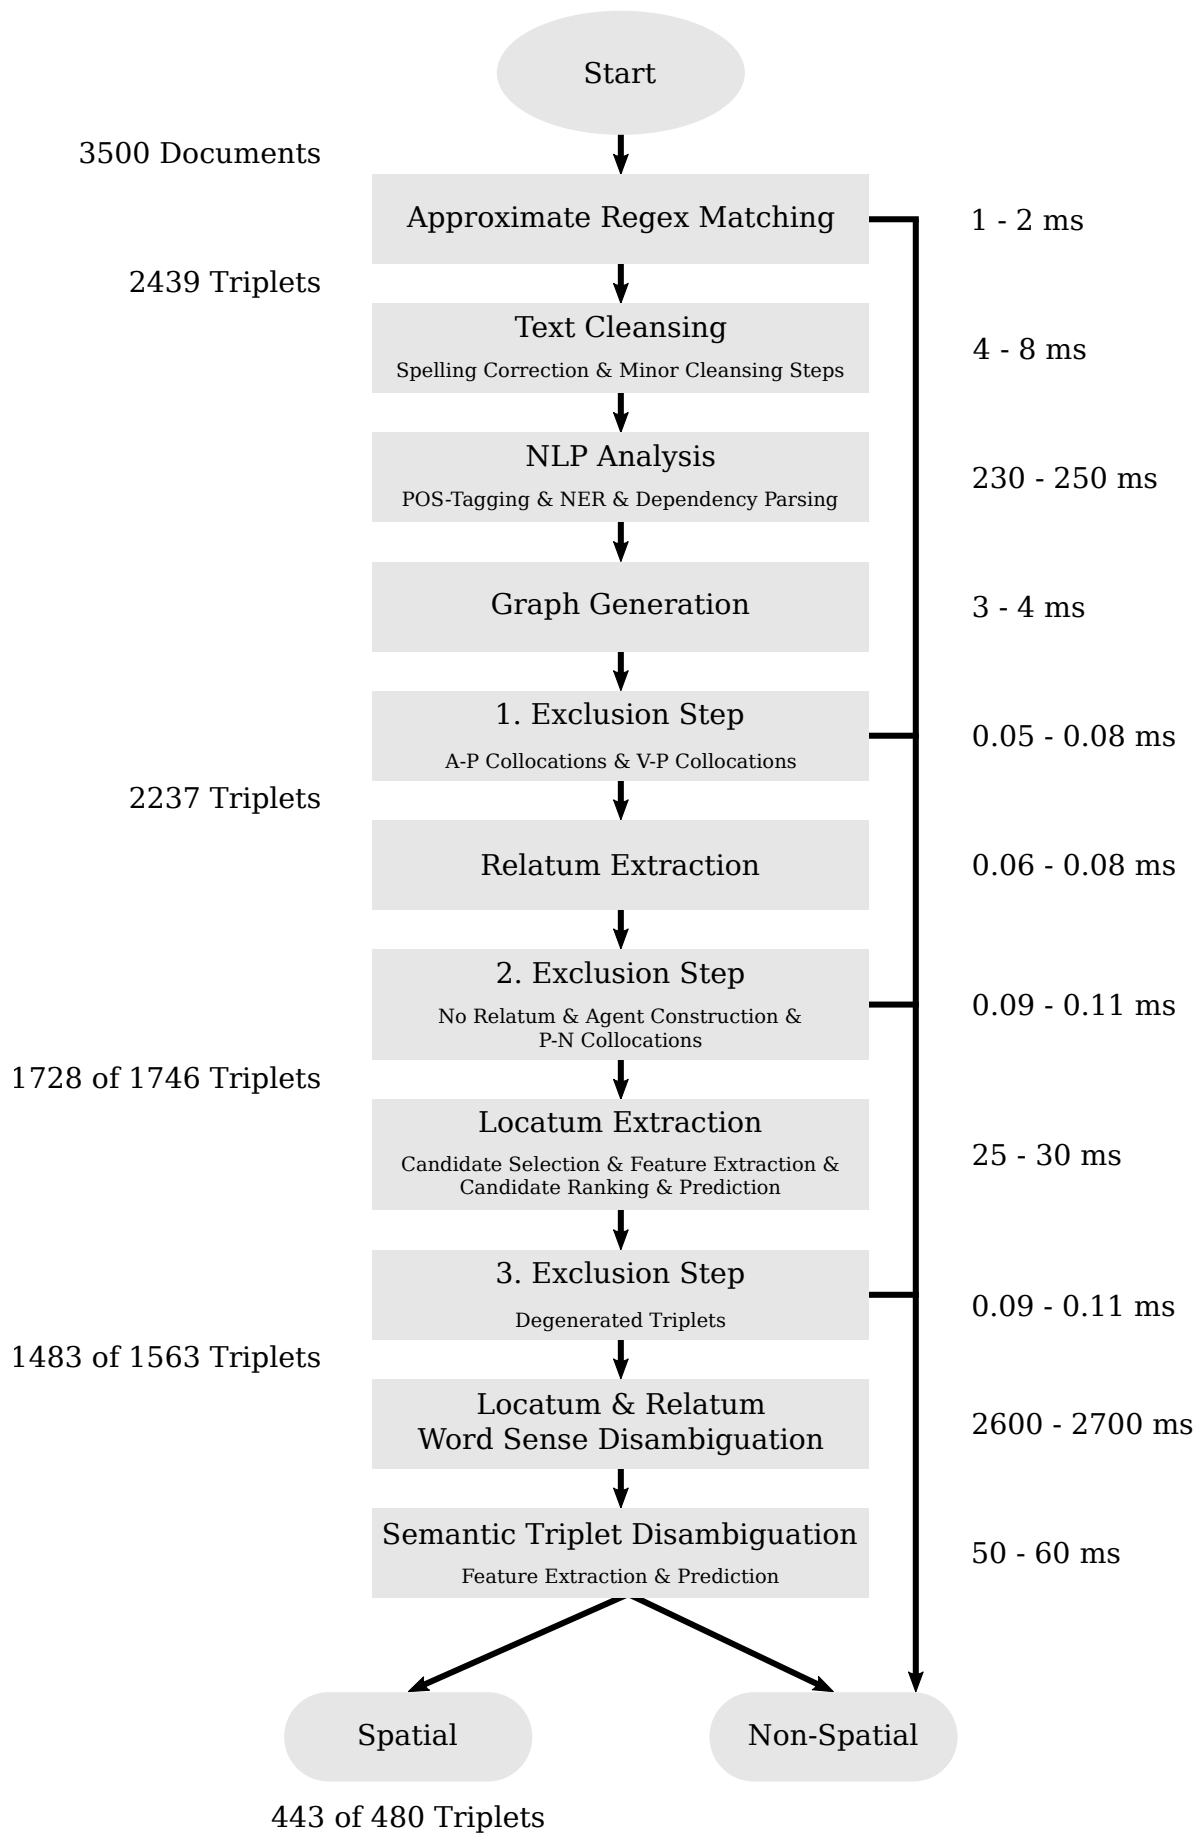 Start
3500 Documents
Approximate Regex Matching
1 - 2 ms
2439 Triplets
Text Cleansing
Spelling Correction & Minor Cleansing Steps
4 - 8 ms
NLP Analysis
POS-Tagging & NER & Dependency Parsing
230 - 250 ms
Graph Generation
3 - 4 ms
1. Exclusion Step
A-P Collocations & V-P Collocations
0.05 - 0.08 ms
2237 Triplets
Relatum Extraction
0.06 - 0.08 ms
2. Exclusion Step
No Relatum & Agent Construction &
P-N Collocations
0.09 - 0.11 ms
1728 of 1746 Triplets
Locatum Extraction
Candidate Selection & Feature Extraction &
Candidate Ranking & Prediction
25 - 30 ms
3. Exclusion Step
Degenerated Triplets
0.09 - 0.11 ms
1483 of 1563 Triplets
Locatum & Relatum
Word Sense Disambiguation
2600 - 2700 ms
Semantic Triplet Disambiguation
Feature Extraction & Prediction
50 - 60 ms
Spatial
Non-Spatial
443 of 480 Triplets